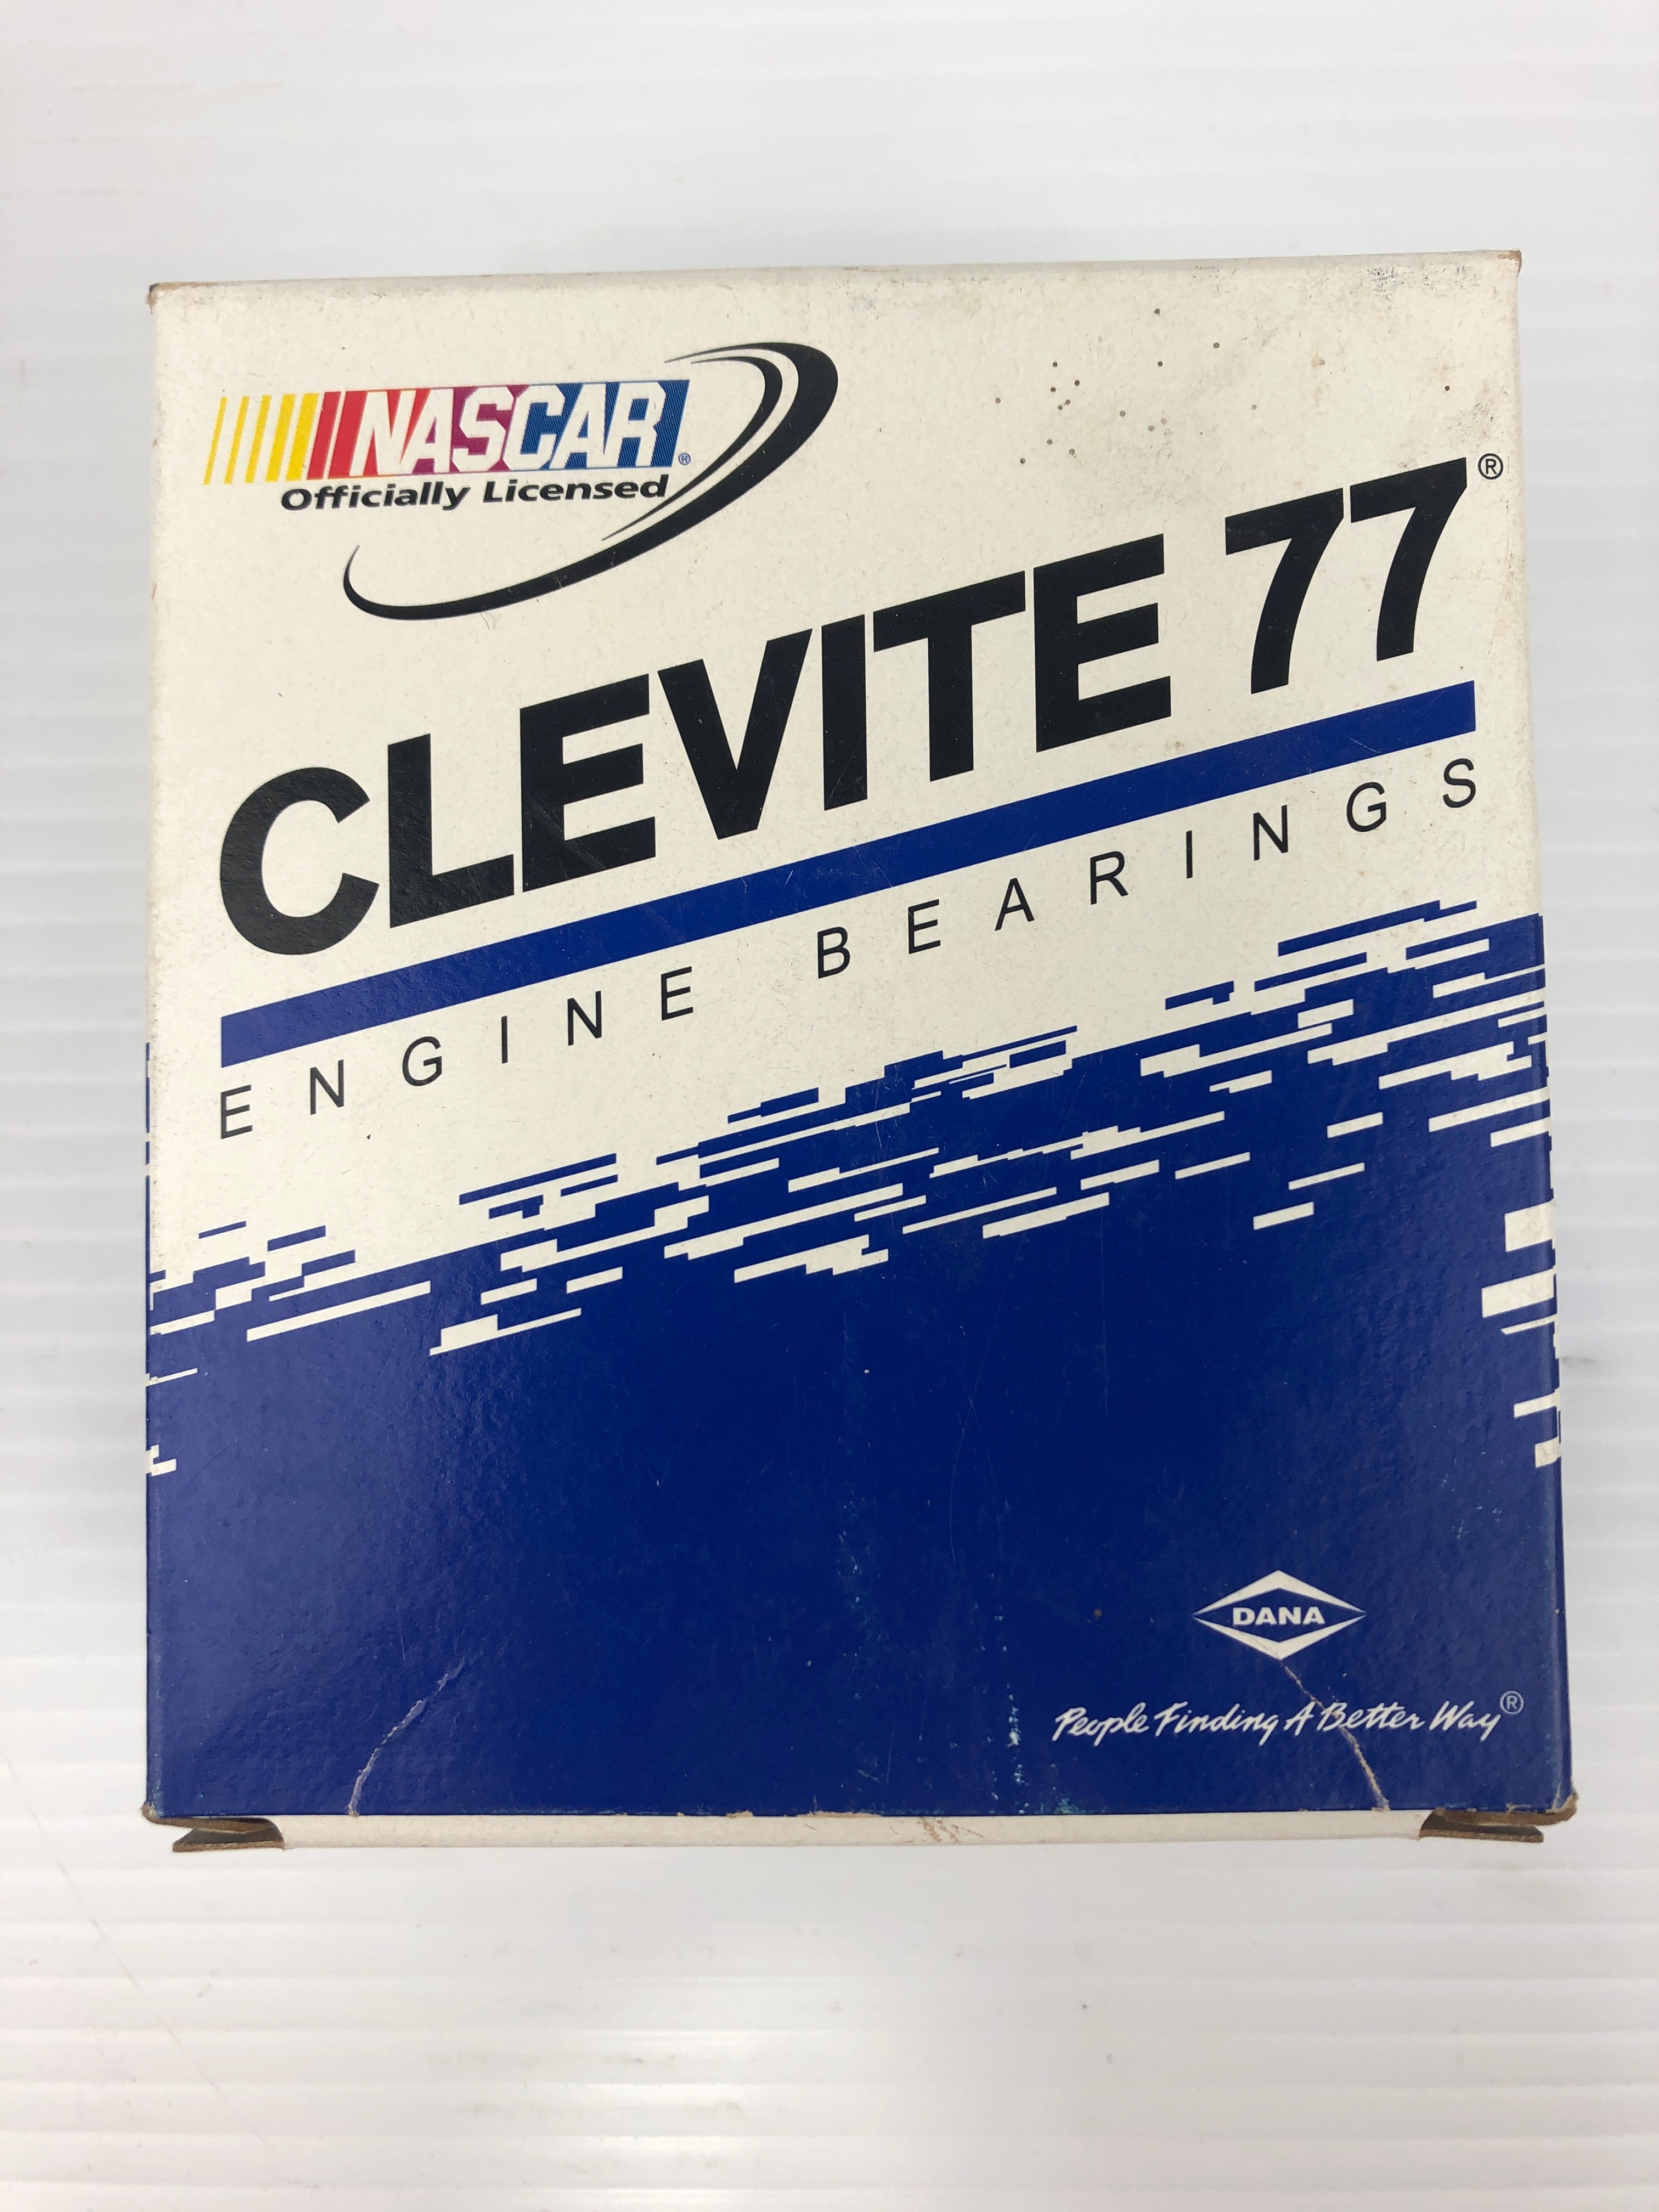 NASCAR®
Officially Licensed
CLEVITE 77®
ENGINE BEARINGS
DANA
People Finding A Better Way®